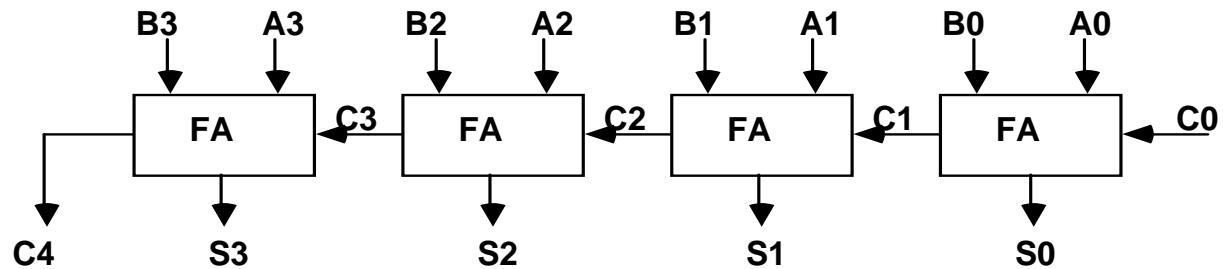 B3 A3 B2 A2 B1 A1 B0 A0
FA C3 FA C2 FA C1 FA C0
C4 S3 S2 S1 S0